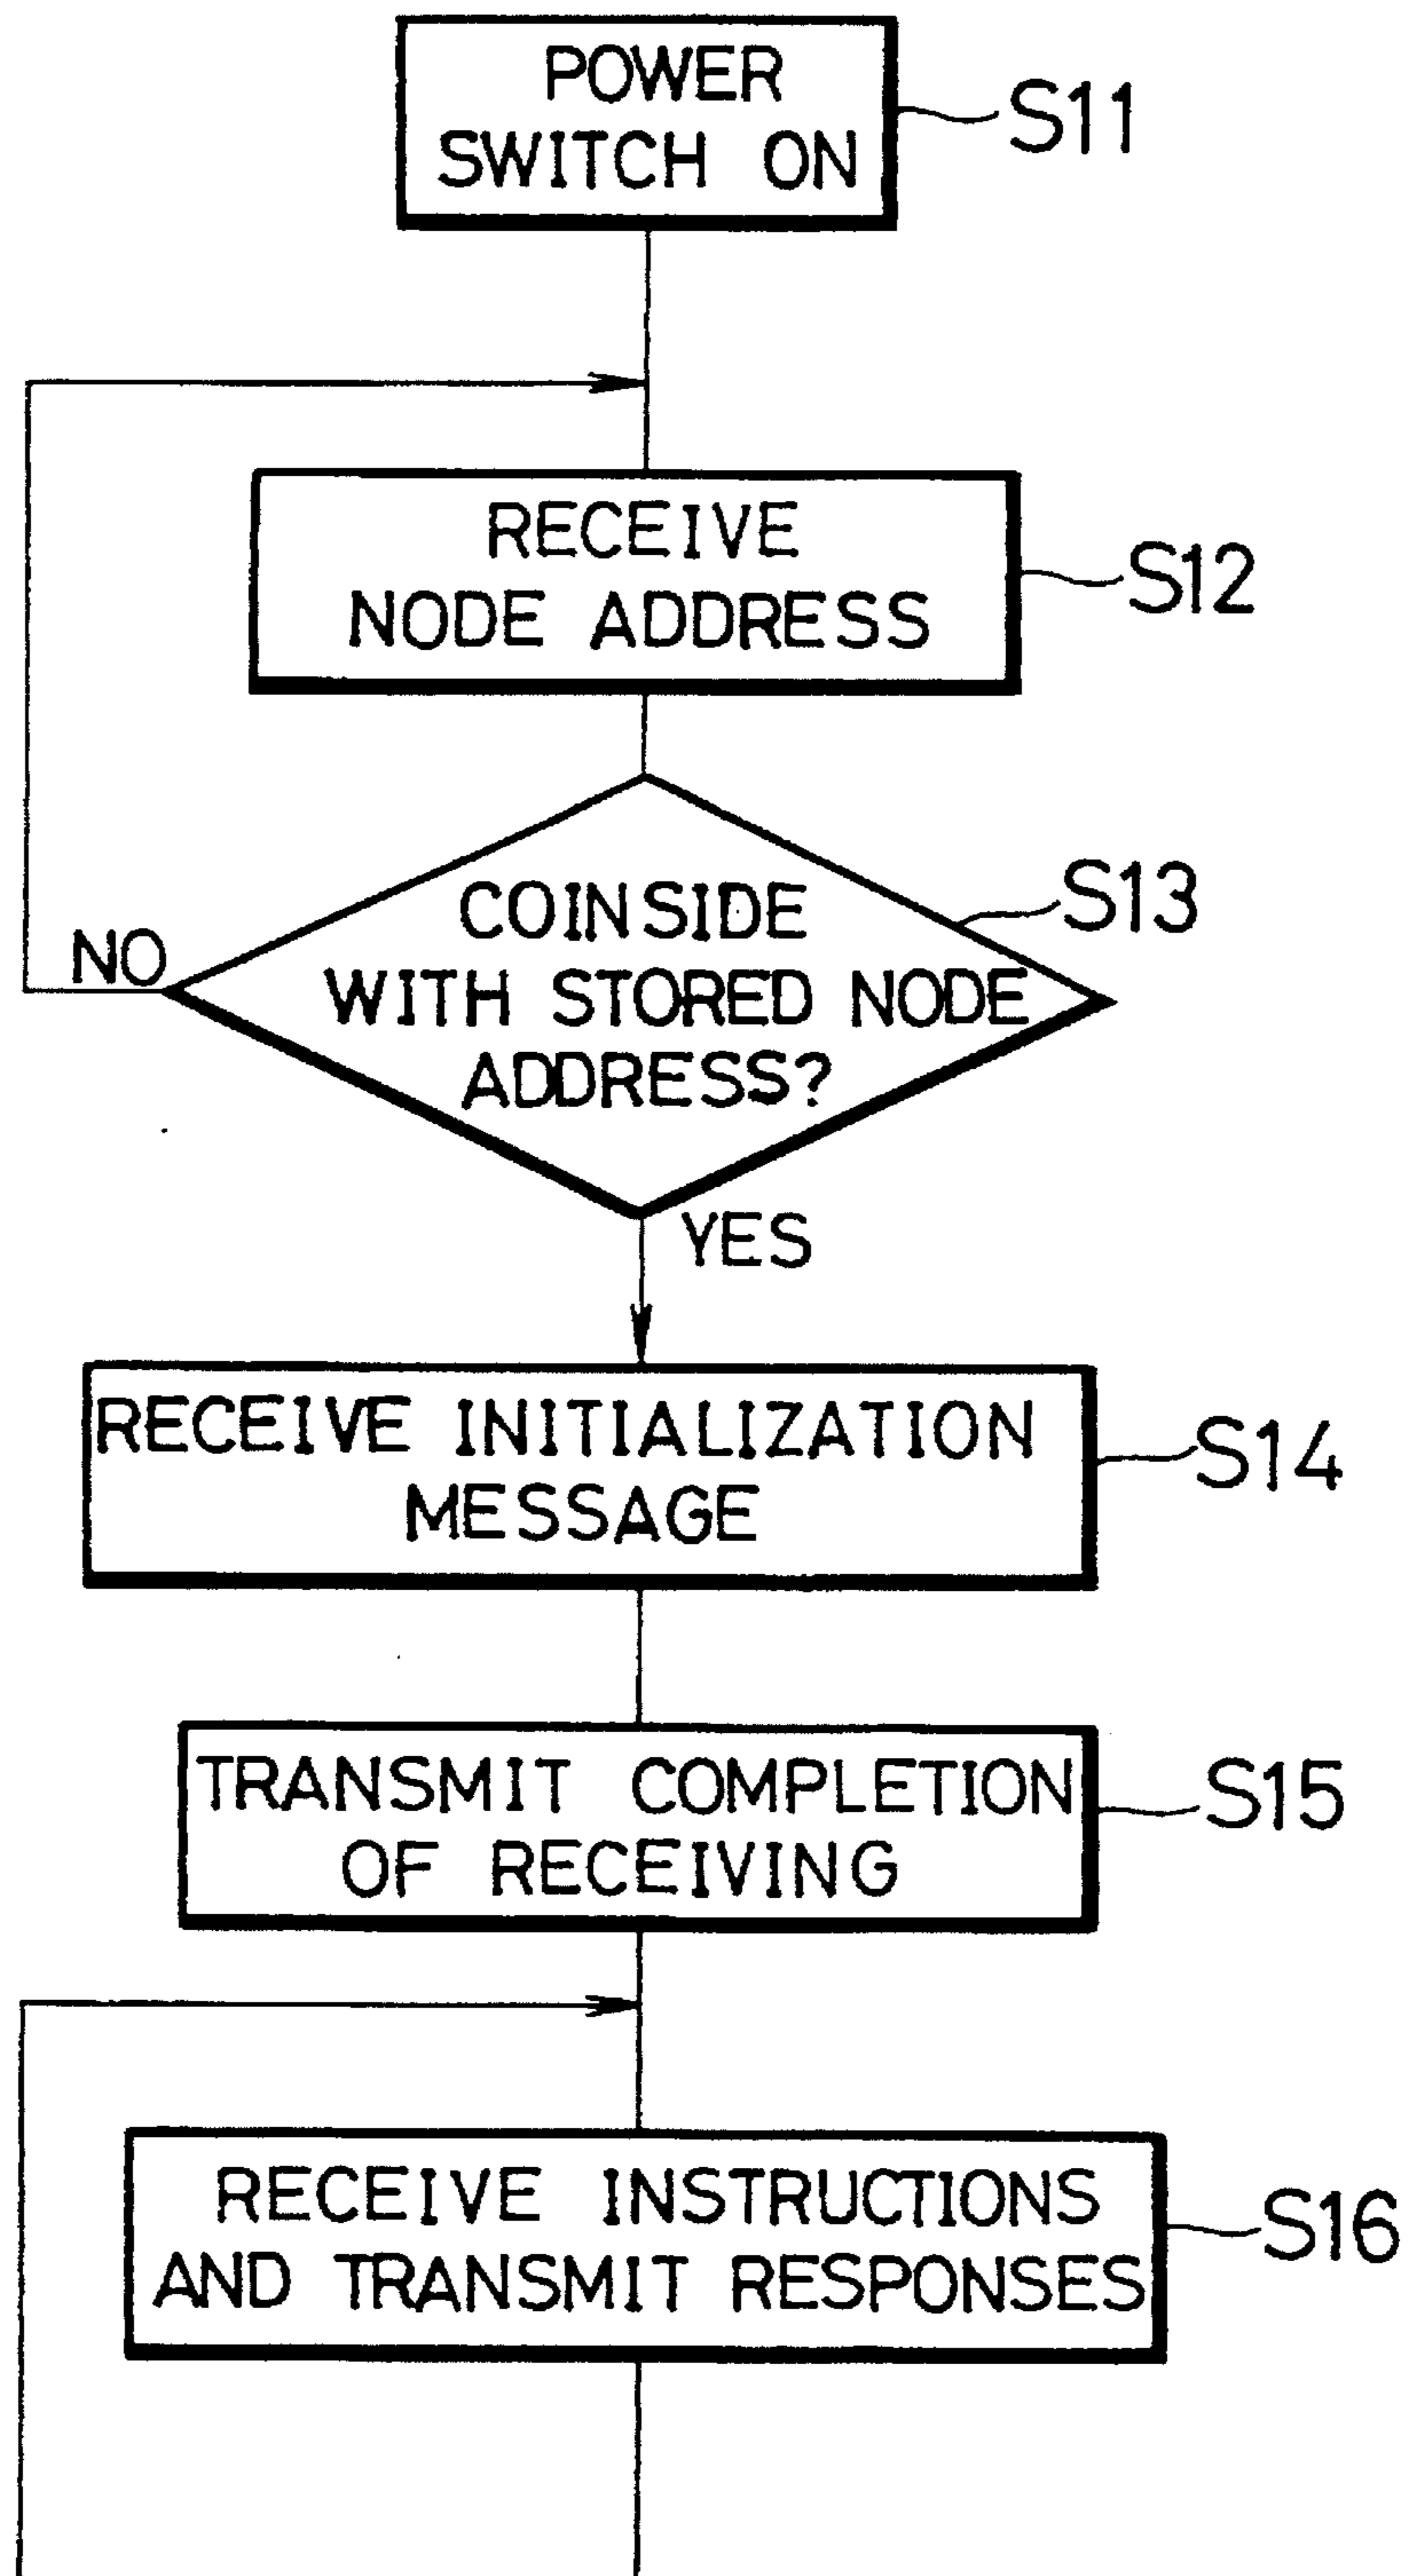 POWER
SWITCH ON
S11
RECEIVE
NODE ADDRESS
S12
COINSIDE
WITH STORED NODE
ADDRESS?
S13
NO
YES
RECEIVE INITIALIZATION
MESSAGE
S14
TRANSMIT COMPLETION
OF RECEIVING
S15
RECEIVE INSTRUCTIONS
AND TRANSMIT RESPONSES
S16